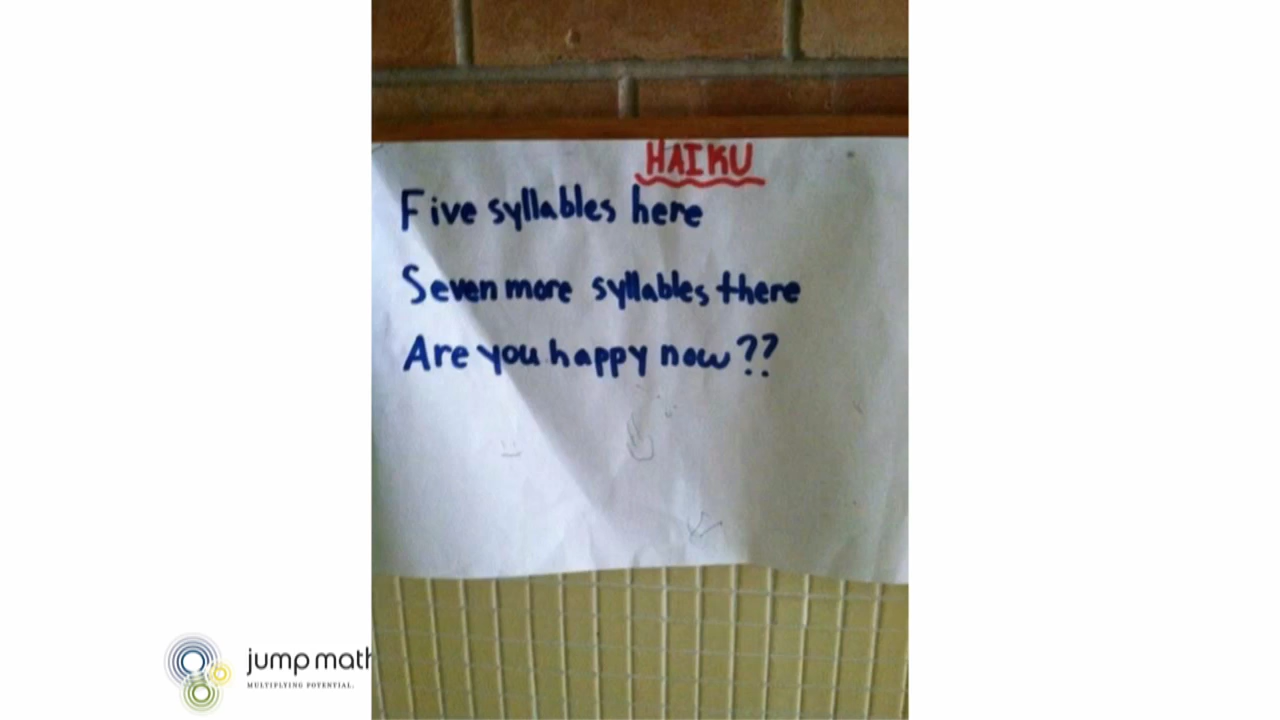 HAIKU
Five syllables here
Seven more syllables there
Are you happy now??
jump math
MULTIPLYING POTENTIAL.